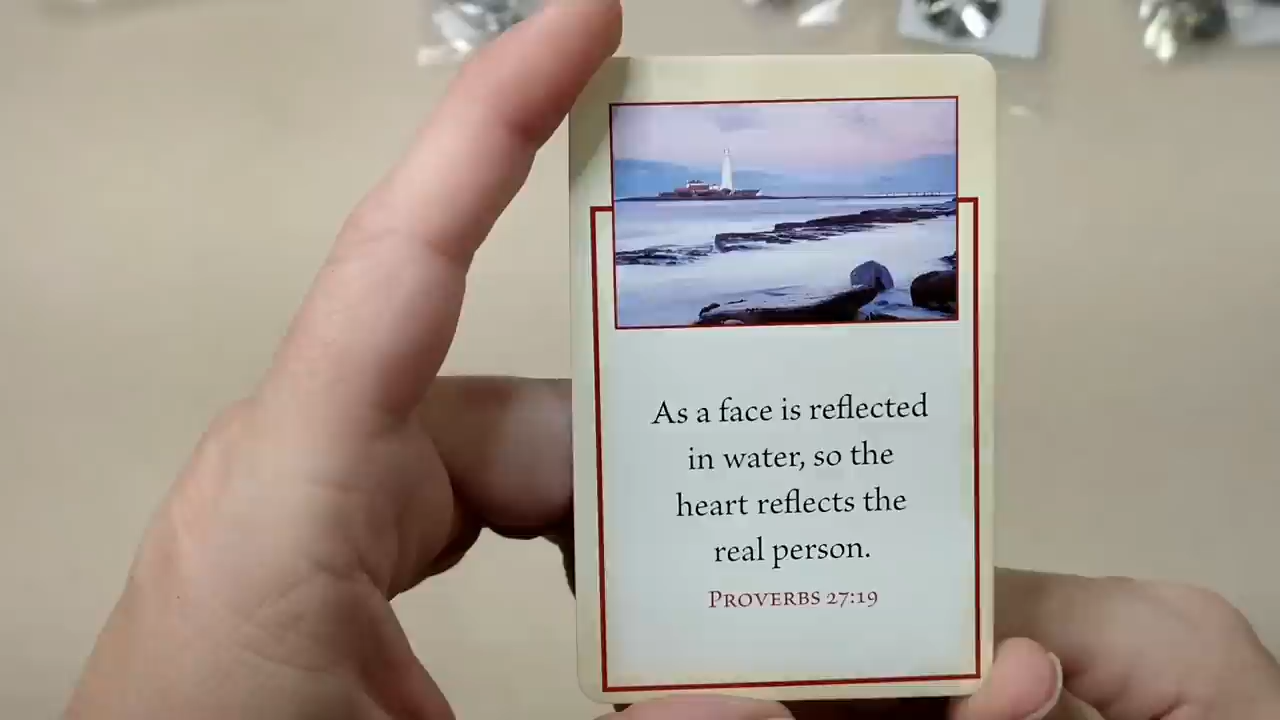 As a face is reflected
in water, so the
heart reflects the
real person.
Proverbs 27:19